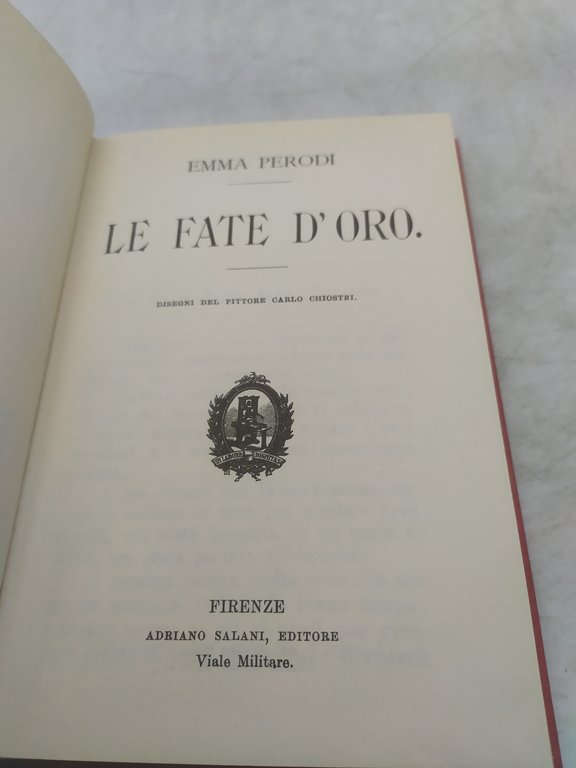 EMMA PERODI
LE FATE D'ORO.
DISEGNI DEL PITTORE CARLO CHIOSTRI.
FIRENZE
ADRIANO SALANI, EDITORE
Viale Militare.